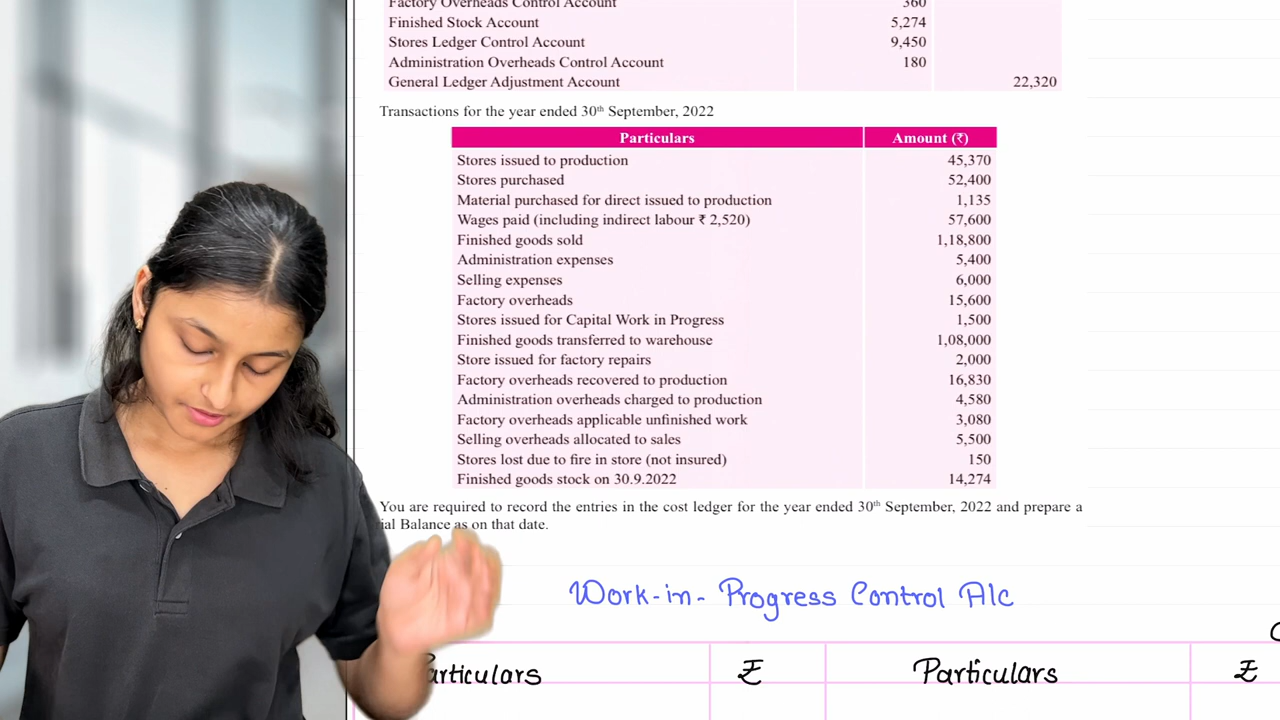 Factory Overheads Control Account 360
Finished Stock Account 5,274
Stores Ledger Control Account 9,450
Administration Overheads Control Account 180
General Ledger Adjustment Account 22,320
Transactions for the year ended 30th September, 2022
Particulars Amount (₹)
Stores issued to production 45,370
Stores purchased 52,400
Material purchased for direct issued to production 1,135
Wages paid (including indirect labour ₹ 2,520) 57,600
Finished goods sold 1,18,800
Administration expenses 5,400
Selling expenses 6,000
Factory overheads 15,600
Stores issued for Capital Work in Progress 1,500
Finished goods transferred to warehouse 1,08,000
Store issued for factory repairs 2,000
Factory overheads recovered to production 16,830
Administration overheads charged to production 4,580
Factory overheads applicable unfinished work 3,080
Selling overheads allocated to sales 5,500
Stores lost due to fire in store (not insured) 150
Finished goods stock on 30.9.2022 14,274
You are required to record the entries in the cost ledger for the year ended 30th September, 2022 and prepare a
ial Balance as on that date.
Work-in-Progress Control A/c
articulars ₹ Particulars ₹